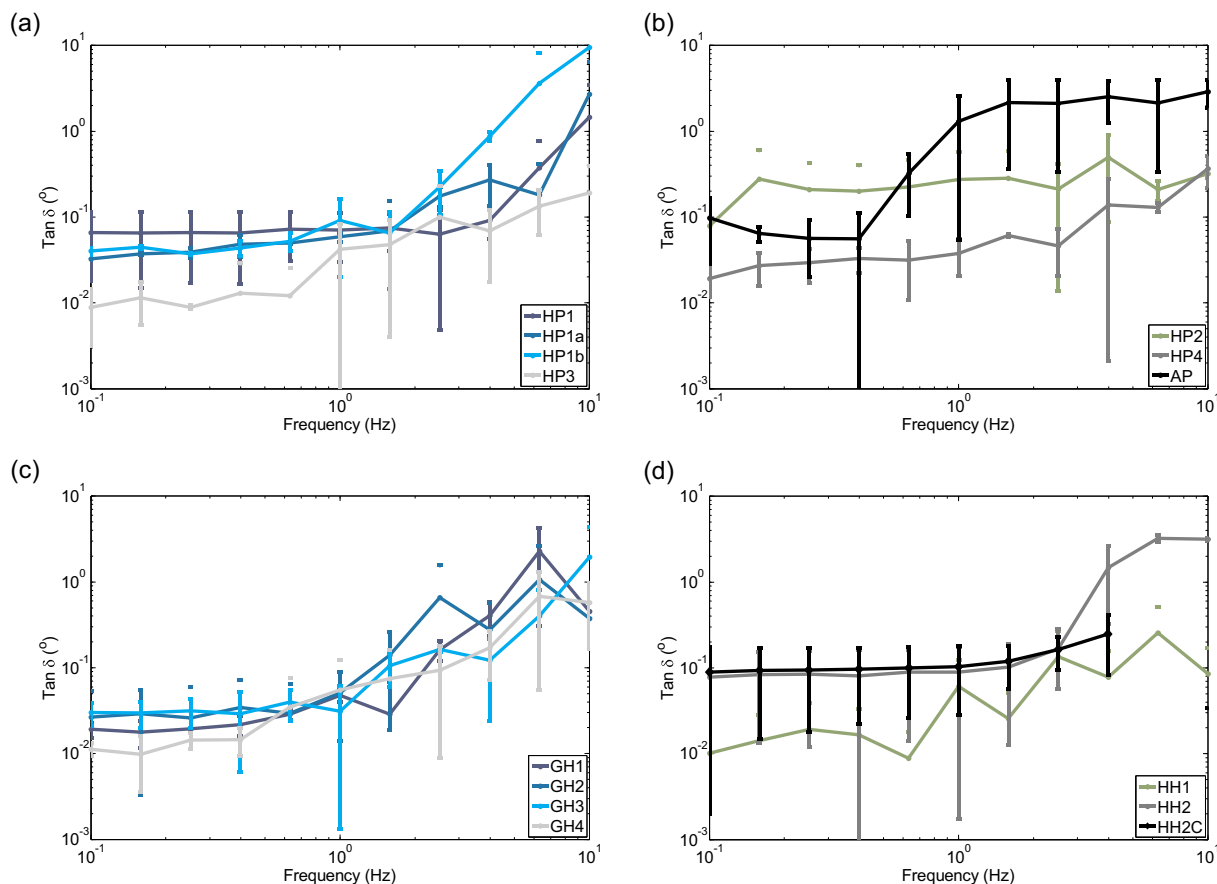 (a)
Tan δ (°)
10^1
10^0
10^-1
10^-2
10^-3
10^-1
10^0
10^1
Frequency (Hz)
HP1
HP1a
HP1b
HP3
(b)
Tan δ (°)
10^1
10^0
10^-1
10^-2
10^-3
10^-1
10^0
10^1
Frequency (Hz)
HP2
HP4
AP
(c)
Tan δ (°)
10^1
10^0
10^-1
10^-2
10^-3
10^-1
10^0
10^1
Frequency (Hz)
GH1
GH2
GH3
GH4
(d)
Tan δ (°)
10^1
10^0
10^-1
10^-2
10^-3
10^-1
10^0
10^1
Frequency (Hz)
HH1
HH2
HH2C